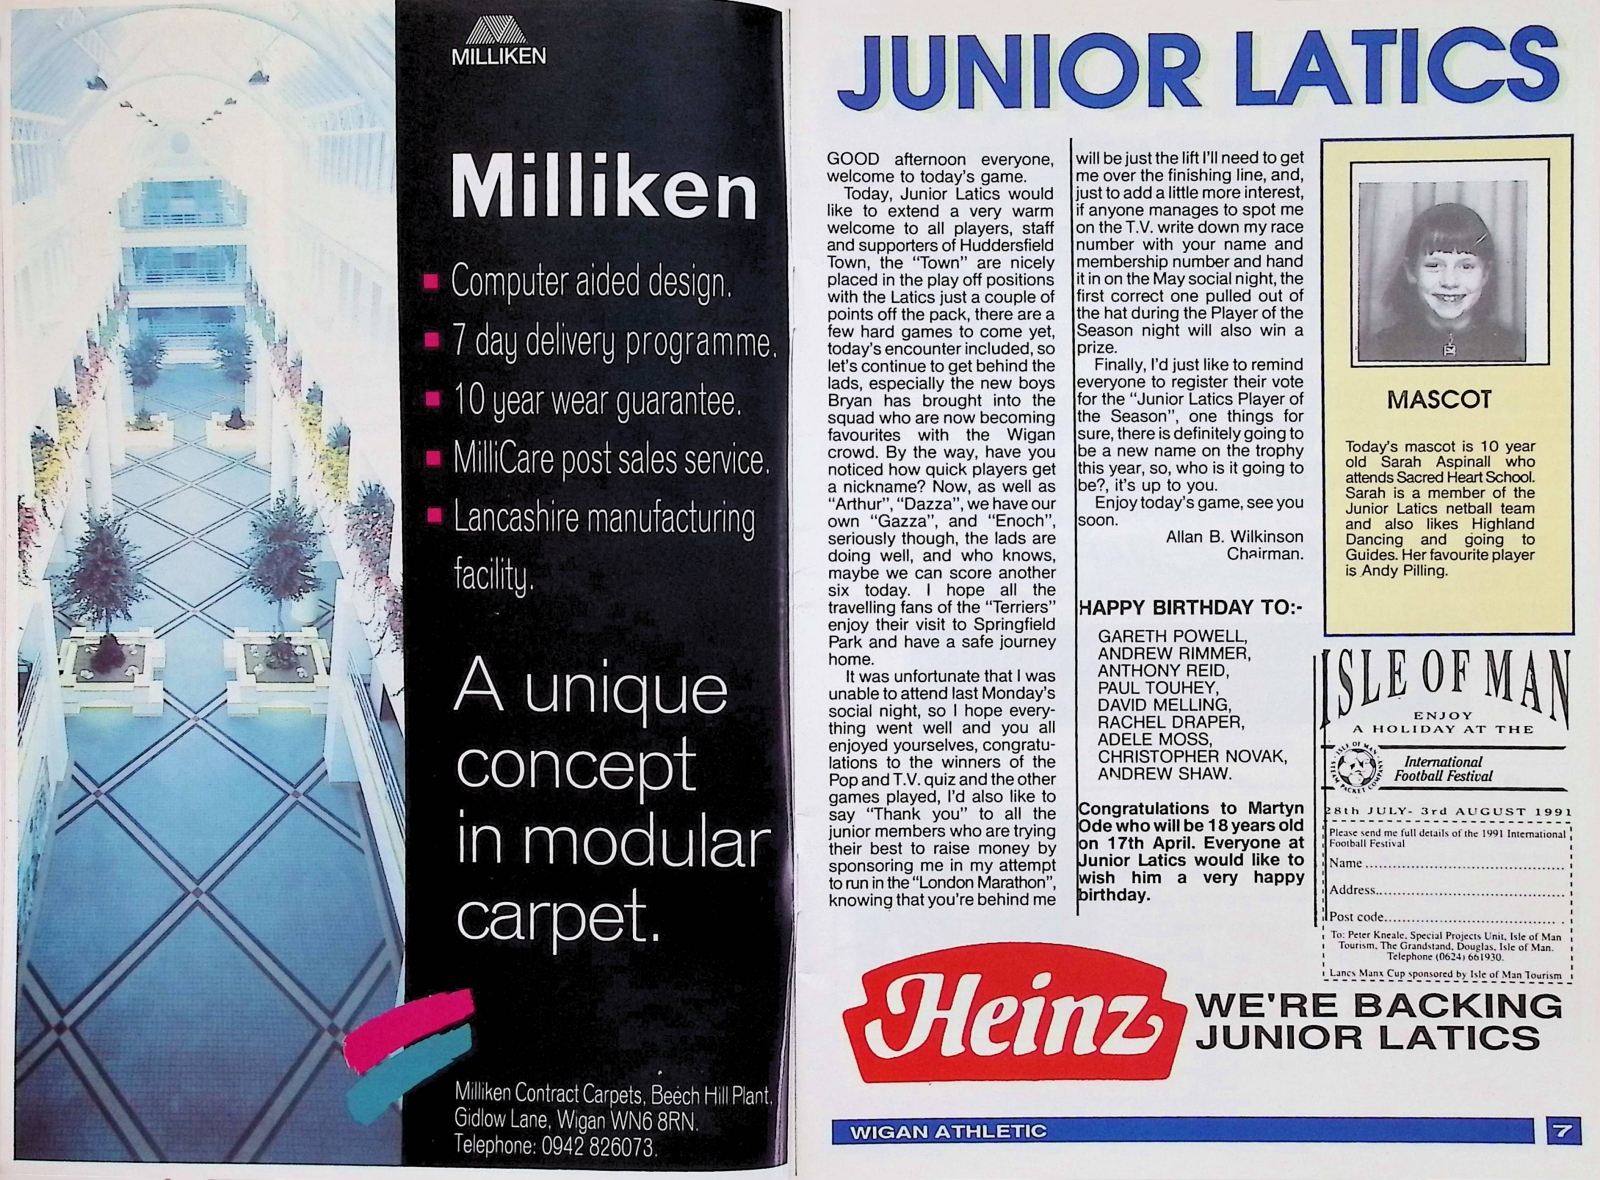 MILLIKEN
Milliken
Computer aided design.
7 day delivery programme.
10 year wear guarantee.
MilliCare post sales service.
Lancashire manufacturing
facility.
A unique
concept
in modular
carpet.
Milliken Contract Carpets, Beech Hill Plant,
Gidlow Lane, Wigan WN6 8RN.
Telephone: 0942 826073.
JUNIOR LATICS
GOOD afternoon everyone,
welcome to today's game.
Today, Junior Latics would
like to extend a very warm
welcome to all players, staff
and supporters of Huddersfield
Town, the "Town" are nicely
placed in the play off positions
with the Latics just a couple of
points off the pack, there are a
few hard games to come yet,
today's encounter included, so
let's continue to get behind the
lads, especially the new boys
Bryan has brought into the
squad who are now becoming
favourites with the Wigan
crowd. By the way, have you
noticed how quick players get
a nickname? Now, as well as
"Arthur", "Dazza", we have our
own "Gazza", and "Enoch",
seriously though, the lads are
doing well, and who knows,
maybe we can score another
six today. I hope all the
travelling fans of the "Terriers"
enjoy their visit to Springfield
Park and have a safe journey
home.
It was unfortunate that I was
unable to attend last Monday's
social night, so I hope every-
thing went well and you all
enjoyed yourselves, congratu-
lations to the winners of the
Pop and T.V. quiz and the other
games played, I'd also like to
say "Thank you" to all the
junior members who are trying
their best to raise money by
sponsoring me in my attempt
to run in the "London Marathon",
knowing that you're behind me
will be just the lift I'll need to get
me over the finishing line, and,
just to add a little more interest,
if anyone manages to spot me
on the T.V. write down my race
number with your name and
membership number and hand
it in on the May social night, the
first correct one pulled out of
the hat during the Player of the
Season night will also win a
prize.
Finally, I'd just like to remind
everyone to register their vote
for the "Junior Latics Player of
the Season", one things for
sure, there is definitely going to
be a new name on the trophy
this year, so, who is it going to
be?, it's up to you.
Enjoy today's game, see you
soon.
Allan B. Wilkinson
Chairman.
HAPPY BIRTHDAY TO:-
GARETH POWELL,
ANDREW RIMMER,
ANTHONY REID,
PAUL TOUHEY,
DAVID MELLING,
RACHEL DRAPER,
ADELE MOSS,
CHRISTOPHER NOVAK,
ANDREW SHAW.
Congratulations to Martyn
Ode who will be 18 years old
on 17th April. Everyone at
Junior Latics would like to
wish him a very happy
birthday.
MASCOT
Today's mascot is 10 year
old Sarah Aspinall who
attends Sacred Heart School.
Sarah is a member of the
Junior Latics netball team
and also likes Highland
Dancing and going to
Guides. Her favourite player
is Andy Pilling.
ISLE OF MAN
ENJOY
A HOLIDAY AT THE
ISLE OF MAN STEAM PACKET COMPANY
International
Football Festival
28th JULY- 3rd AUGUST 1991
Please send me full details of the 1991 International
Football Festival
Name
Address
Post code
To: Peter Kneale, Special Projects Unit, Isle of Man
Tourism, The Grandstand, Douglas, Isle of Man.
Telephone (0624) 661930.
Lancs Manx Cup sponsored by Isle of Man Tourism
Heinz
WE'RE BACKING
JUNIOR LATICS
WIGAN ATHLETIC
7